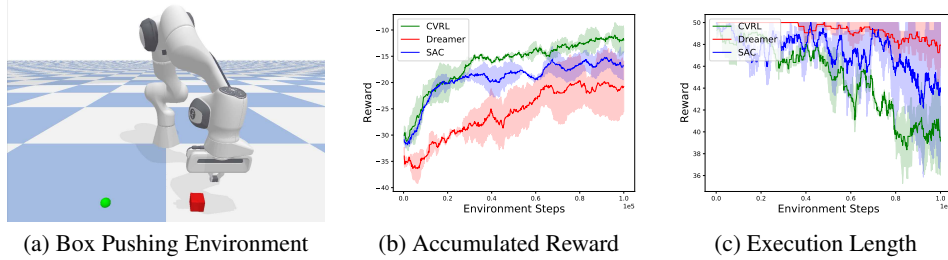 CVRL
Dreamer
SAC
−10
−15
−20
−25
−30
−35
−40
Reward
0.0 0.2 0.4 0.6 0.8 1.0
1e5
Environment Steps
CVRL
Dreamer
SAC
50
48
46
44
42
40
38
36
Reward
0.0 0.2 0.4 0.6 0.8 1.0
Environment Steps
(a) Box Pushing Environment
(b) Accumulated Reward
(c) Execution Length